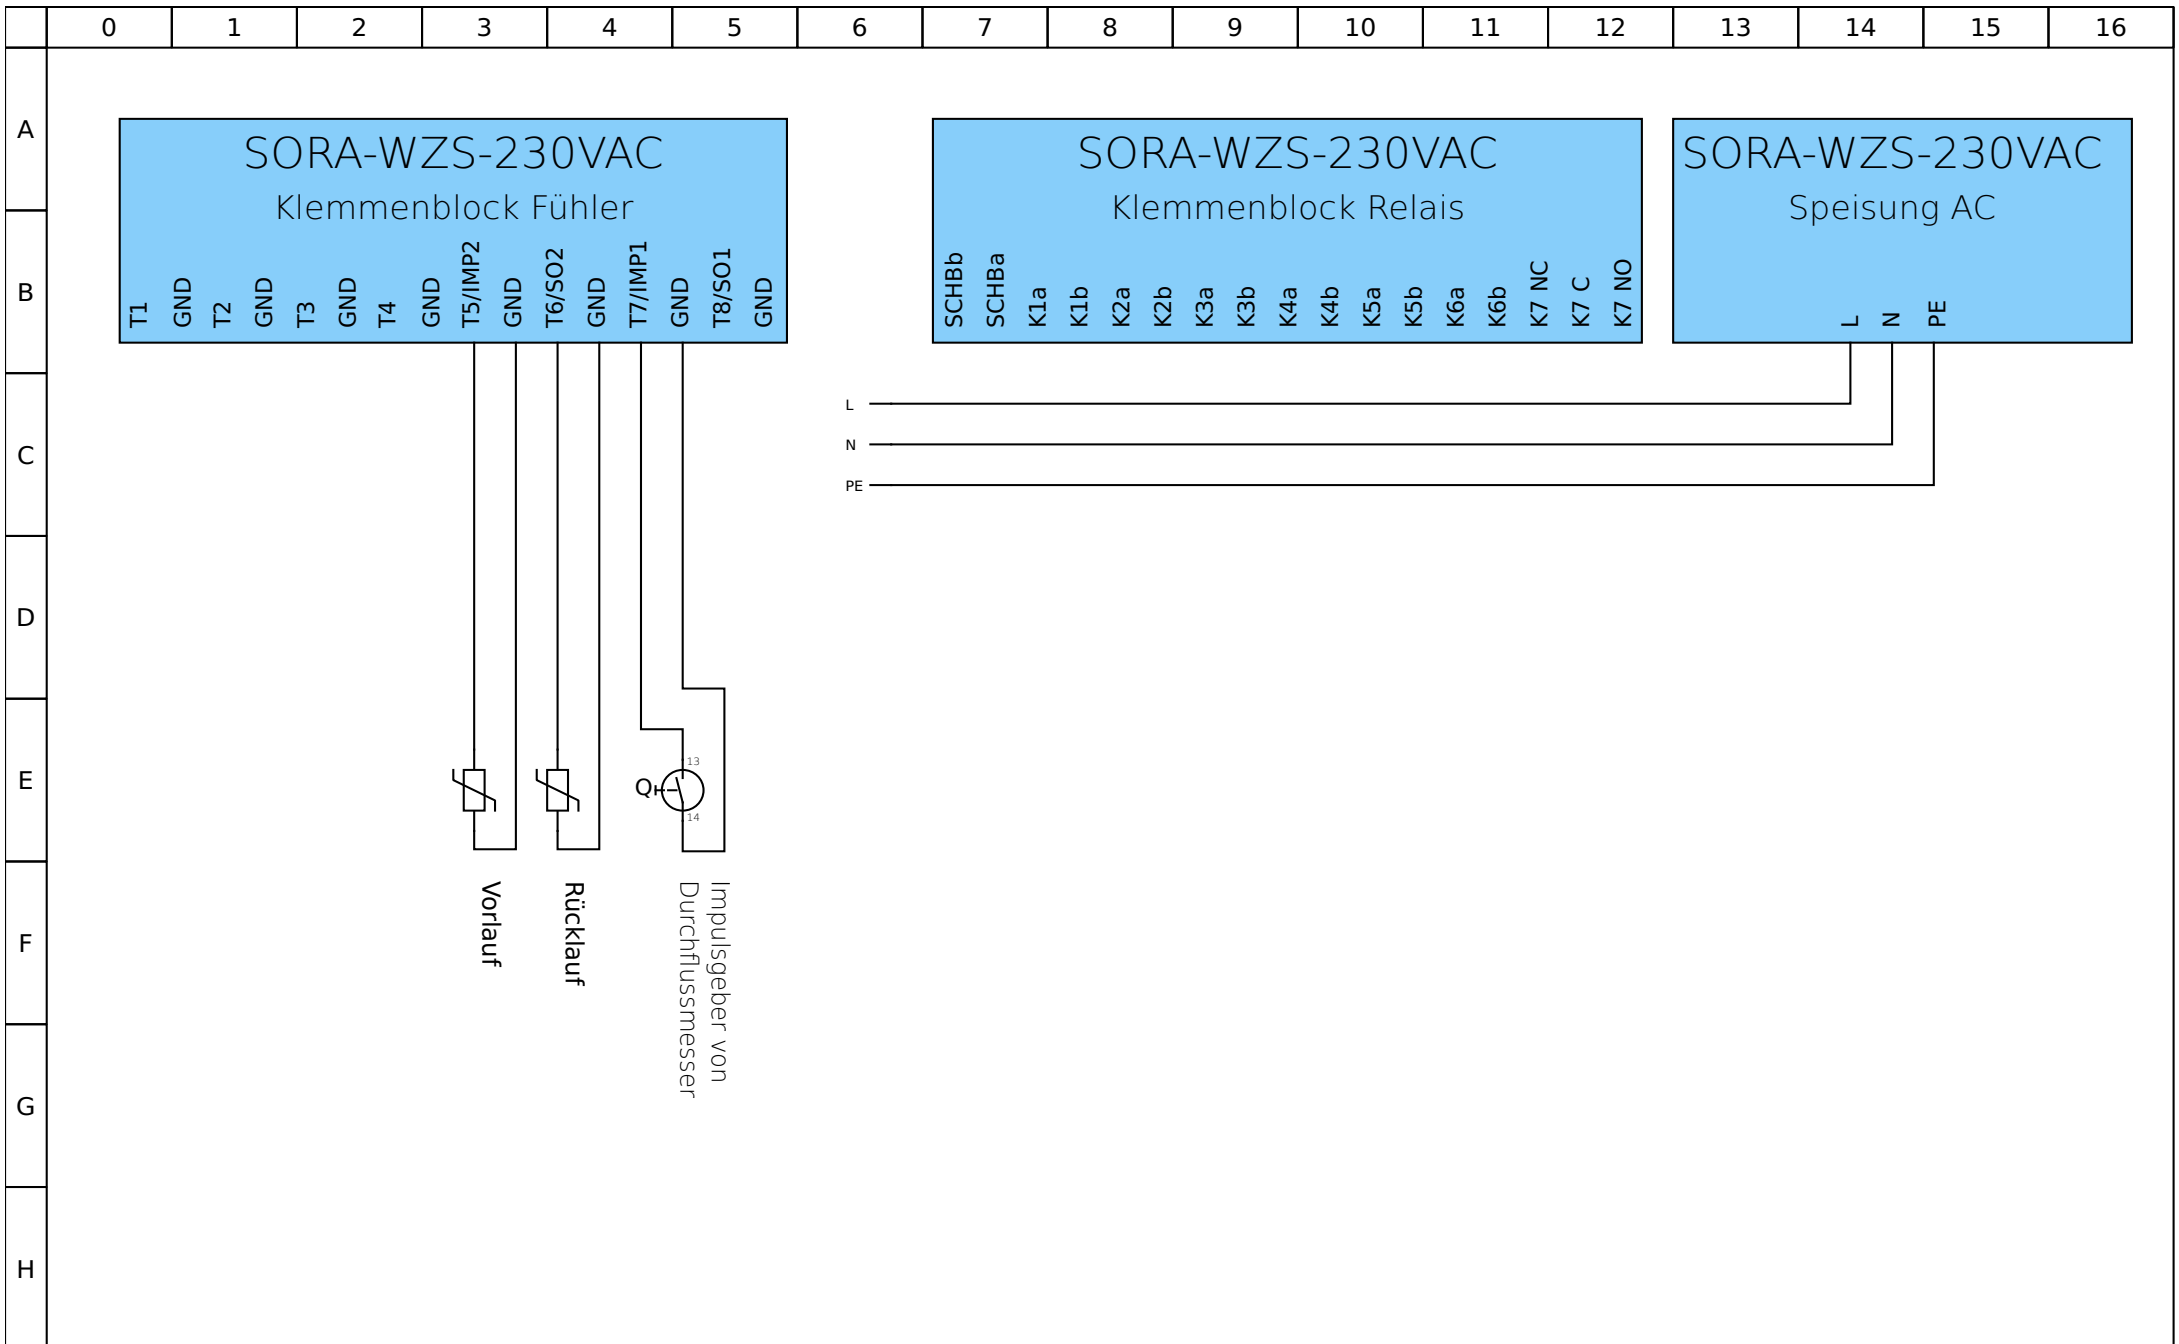 0 1 2 3 4 5 6 7 8 9 10 11 12 13 14 15 16
A
B
C
D
E
F
G
H
SORA-WZS-230VAC
Klemmenblock Fühler
T1
GND
T2
GND
T3
GND
T4
GND
T5/IMP2
GND
T6/SO2
GND
T7/IMP1
GND
T8/SO1
GND
SORA-WZS-230VAC
Klemmenblock Relais
SCHBb
SCHBa
K1a
K1b
K2a
K2b
K3a
K3b
K4a
K4b
K5a
K5b
K6a
K6b
K7 NC
K7 C
K7 NO
SORA-WZS-230VAC
Speisung AC
L
N
PE
L
N
PE
13
Q
14
Vorlauf
Rücklauf
Impulsgeber von
Durchflussmesser